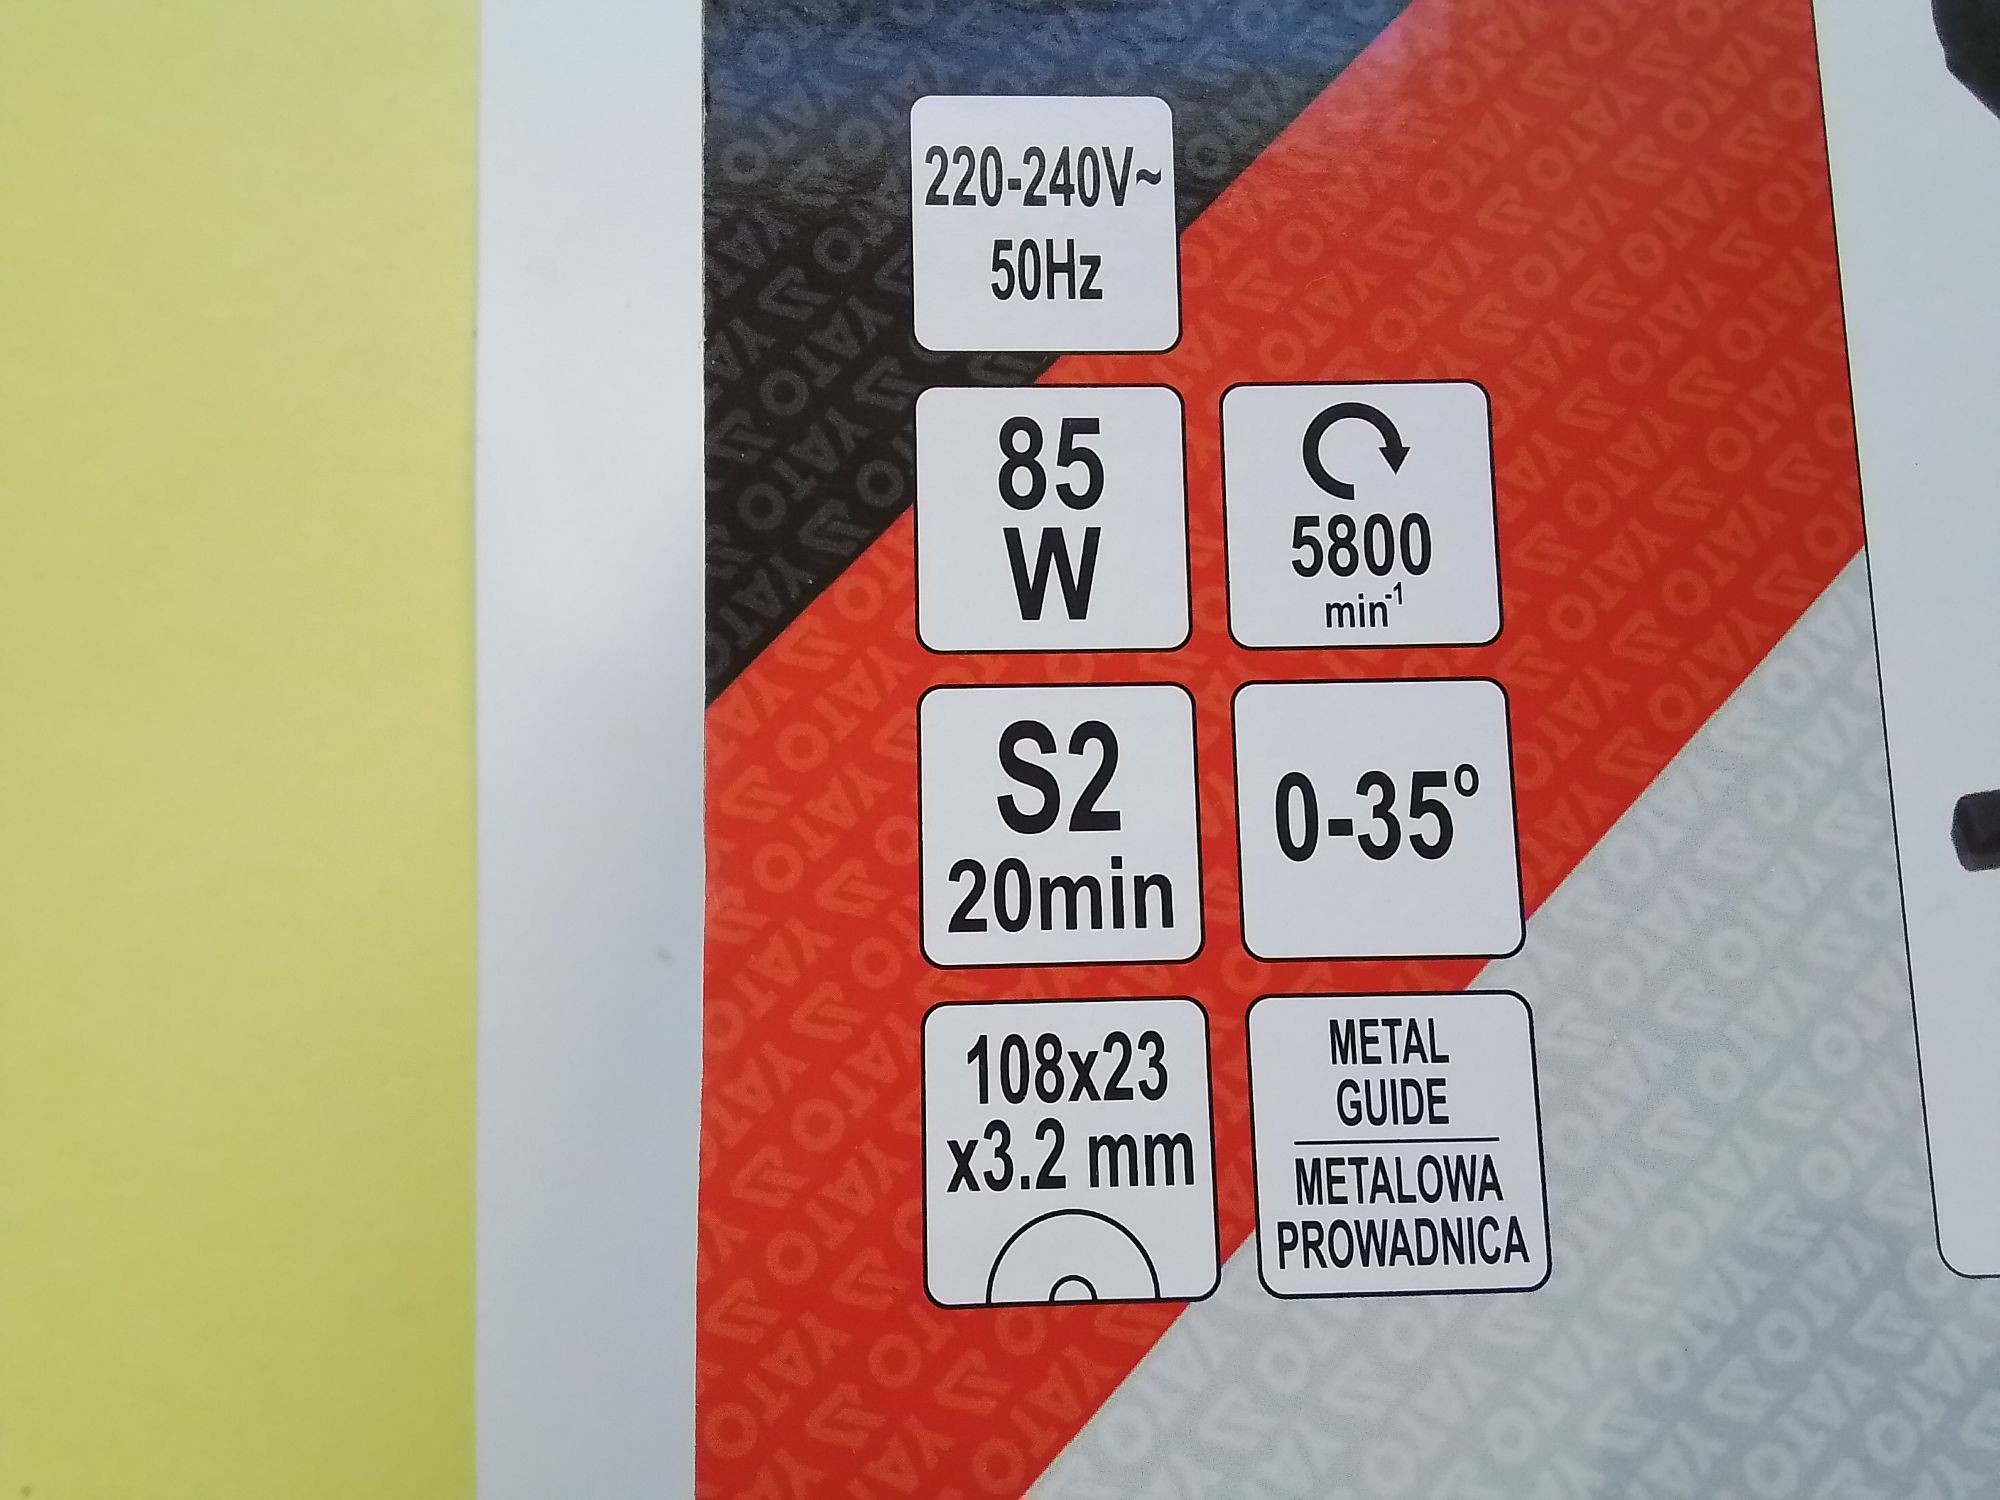 220-240V~
50Hz
85
W
5800
min-1
S2
20min
0-35°
108x23
x3.2 mm
METAL
GUIDE
METALOWA
PROWADNICA
YATO